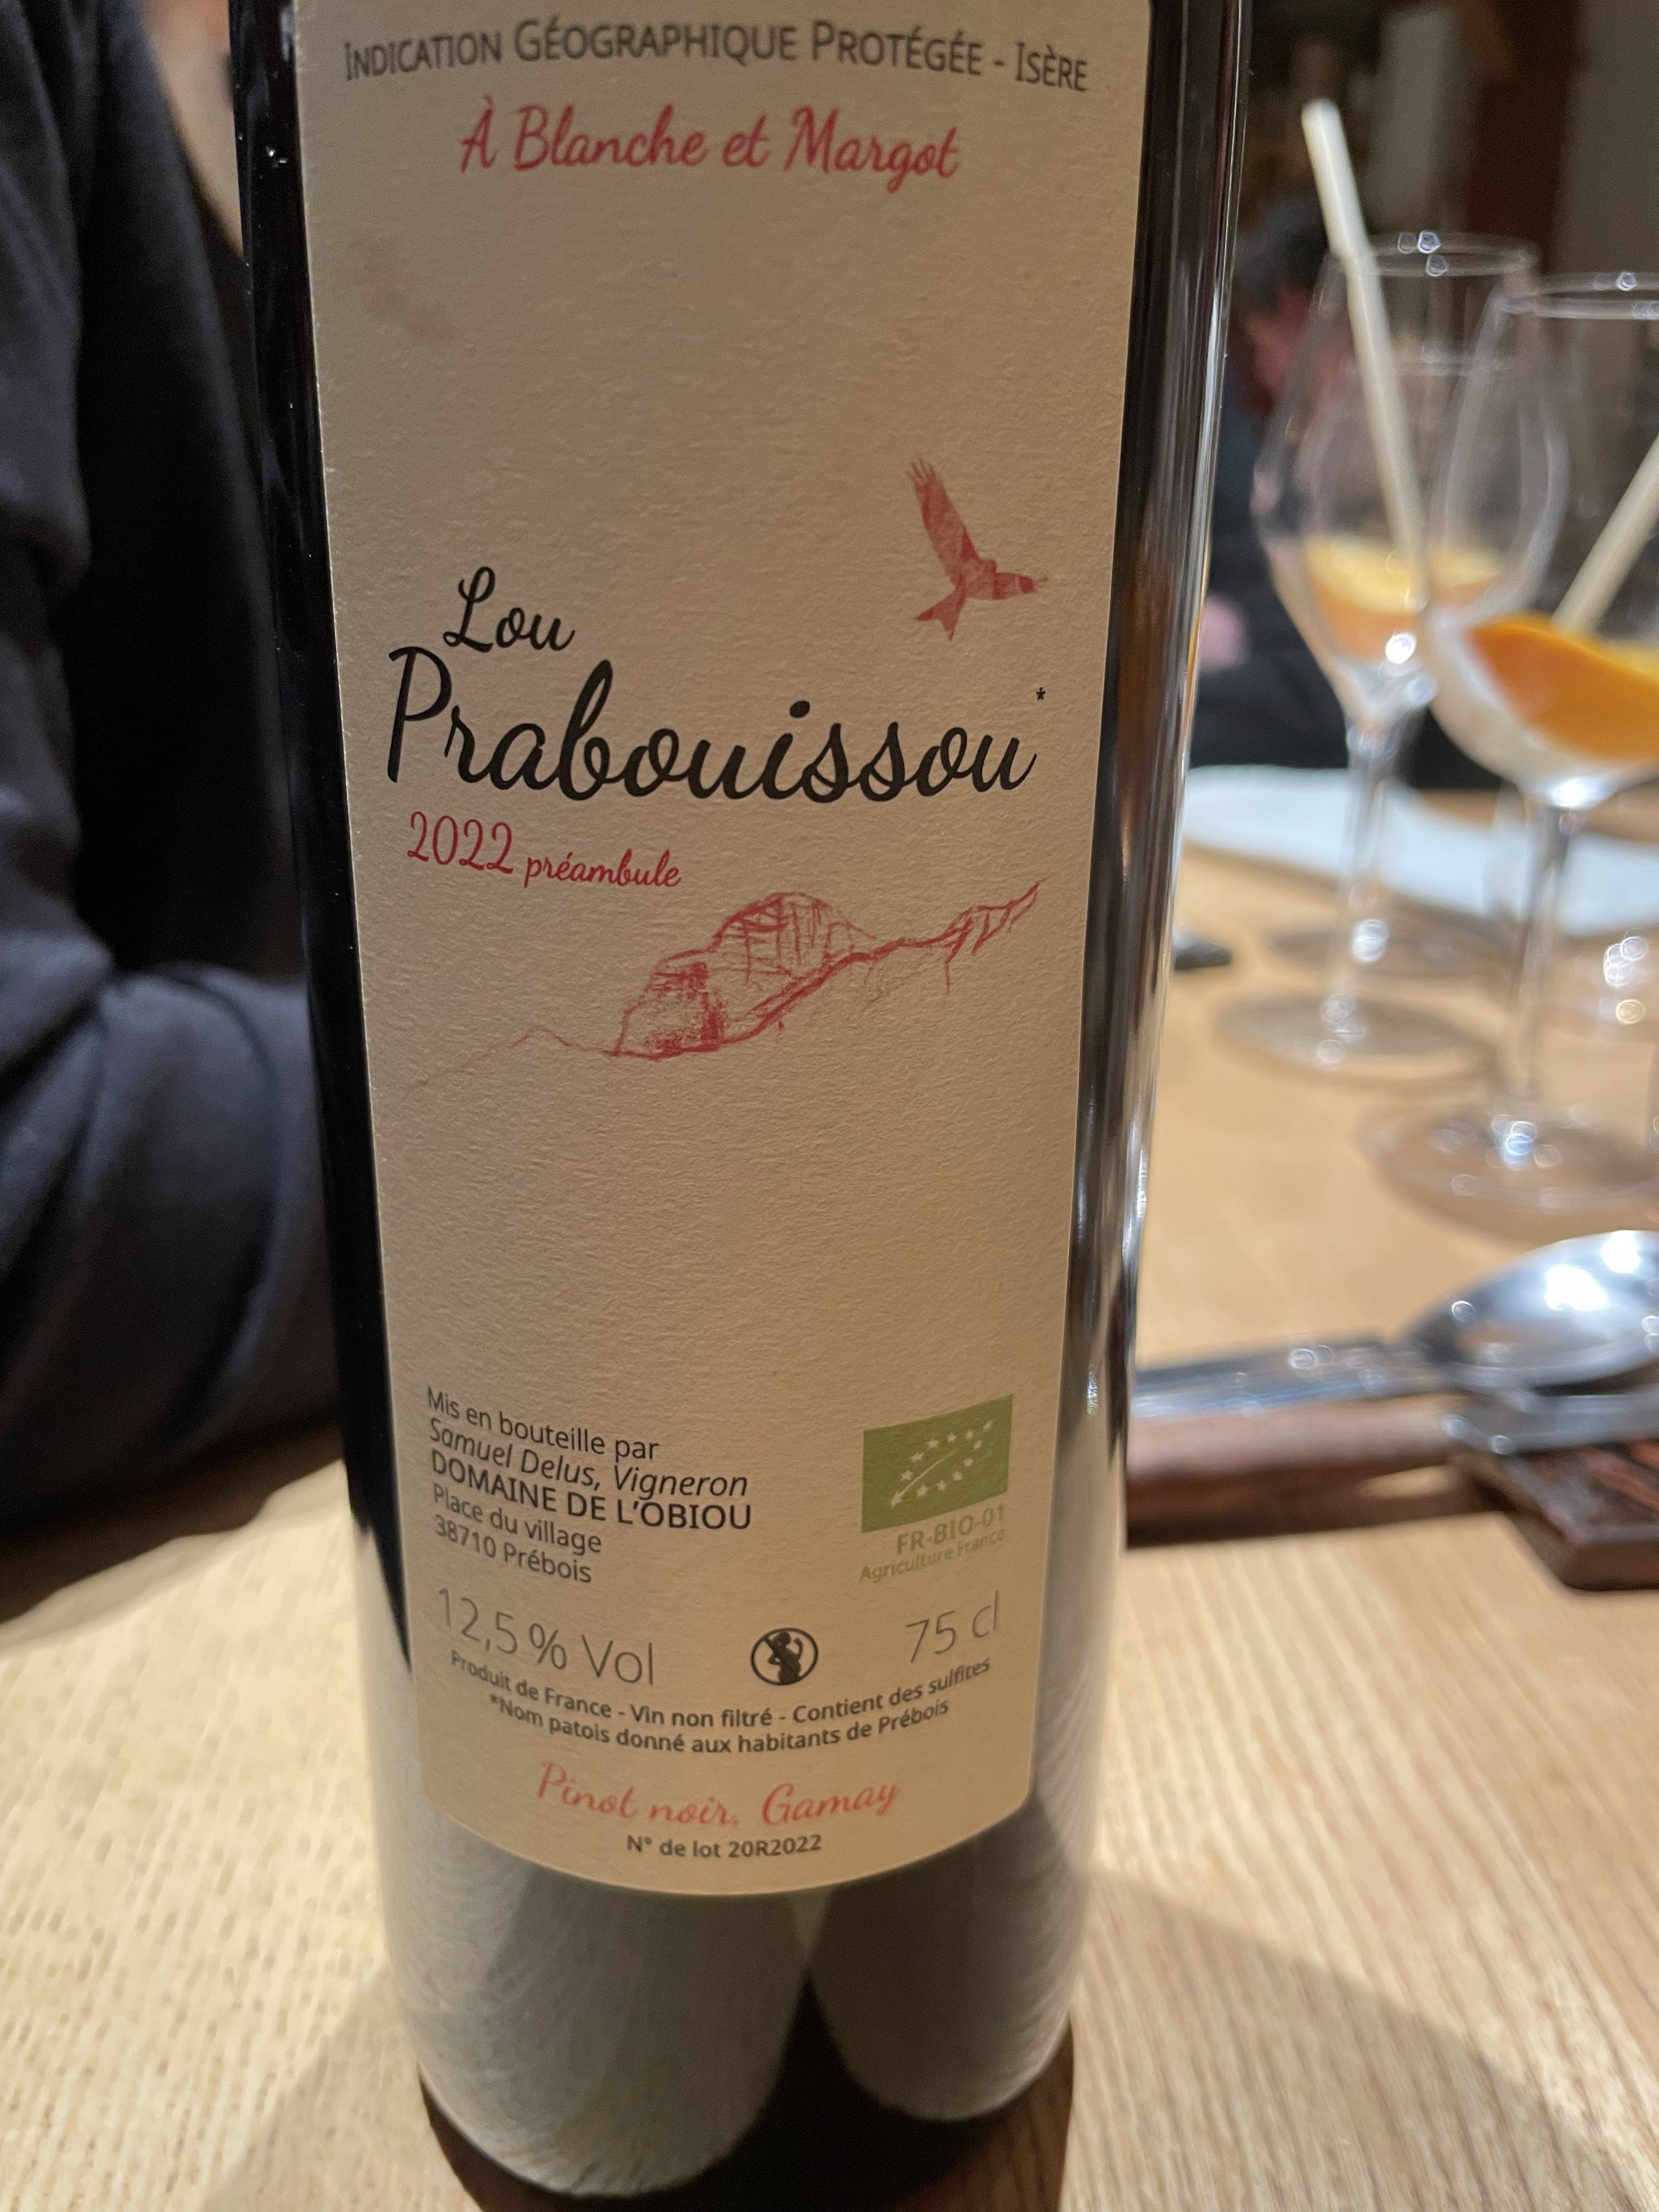 INDICATION GÉOGRAPHIQUE PROTÉGÉE - ISÈRE
À Blanche et Margot
Lou
Prabouissou*
2022 préambule
Mis en bouteille par
Samuel Delus, Vigneron
DOMAINE DE L'OBIOU
Place du village
38710 Prébois
FR-BIO-01
Agriculture France
12,5 % Vol
75 cl
Produit de France - Vin non filtré - Contient des sulfites
*Nom patois donné aux habitants de Prébois
Pinot noir, Gamay
N° de lot 20R2022